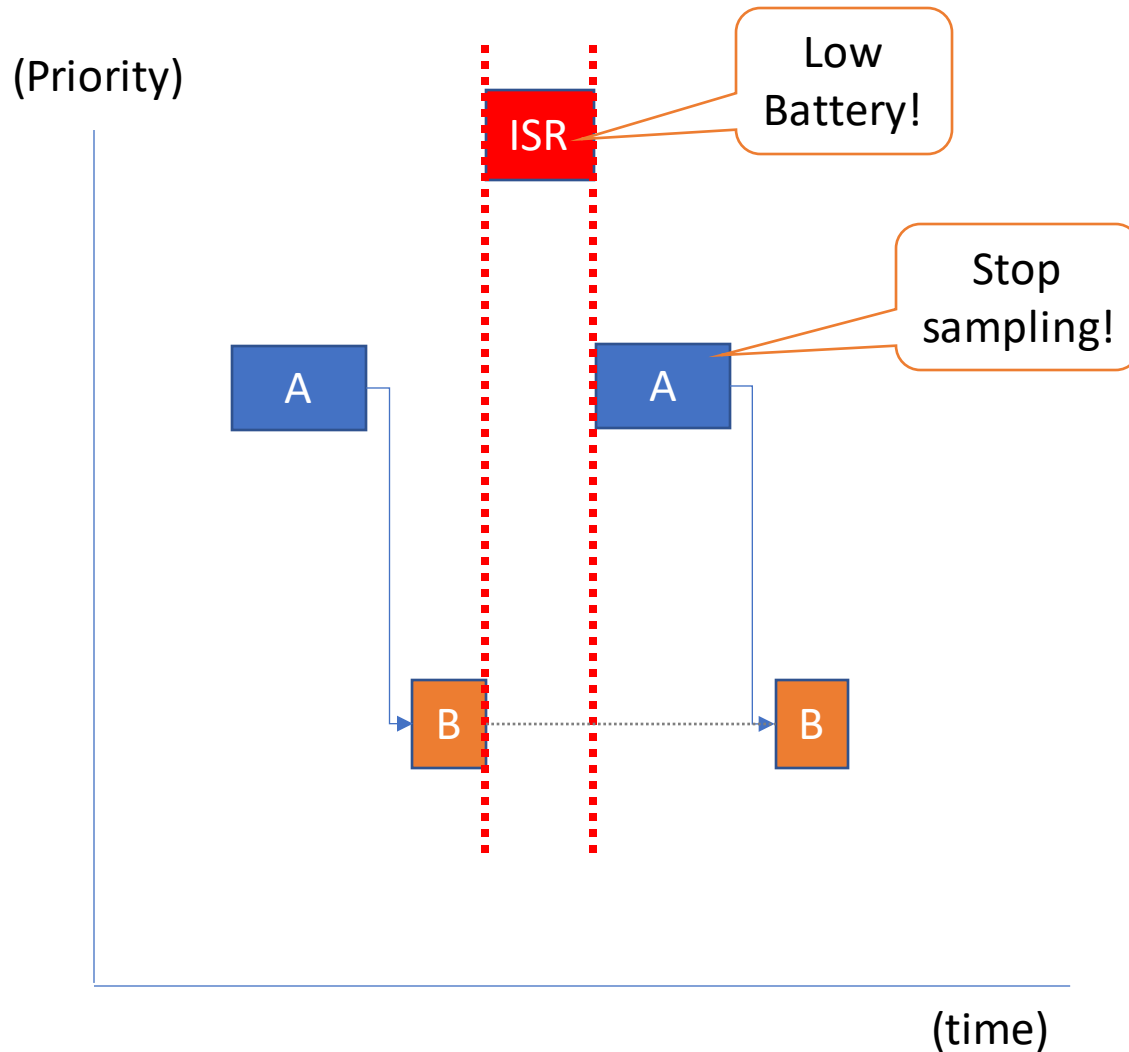 (Priority)
Low
Battery!
ISR
Stop
sampling!
A
A
B
B
(time)